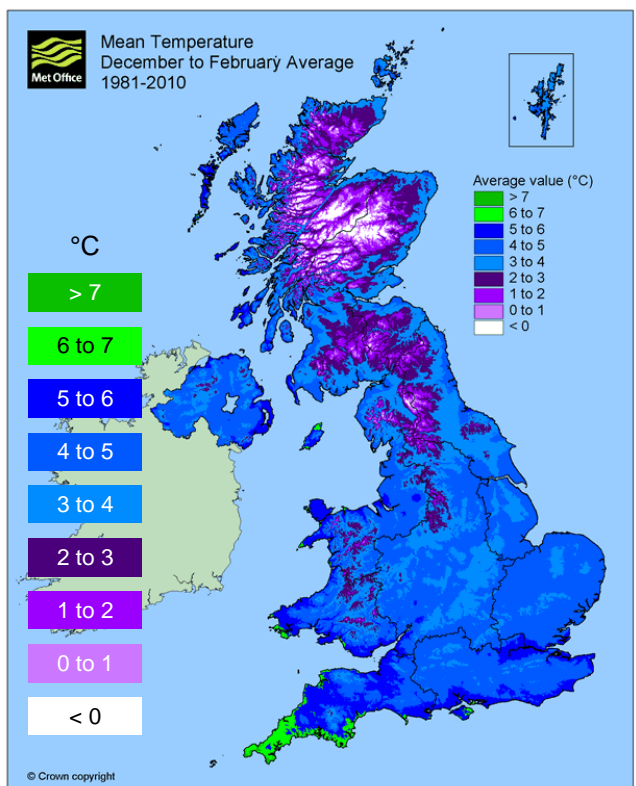 Met Office
Mean Temperature
December to February Average
1981-2010
Average value (°C)
> 7
6 to 7
5 to 6
4 to 5
3 to 4
2 to 3
1 to 2
0 to 1
< 0
°C
> 7
6 to 7
5 to 6
4 to 5
3 to 4
2 to 3
1 to 2
0 to 1
< 0
© Crown copyright